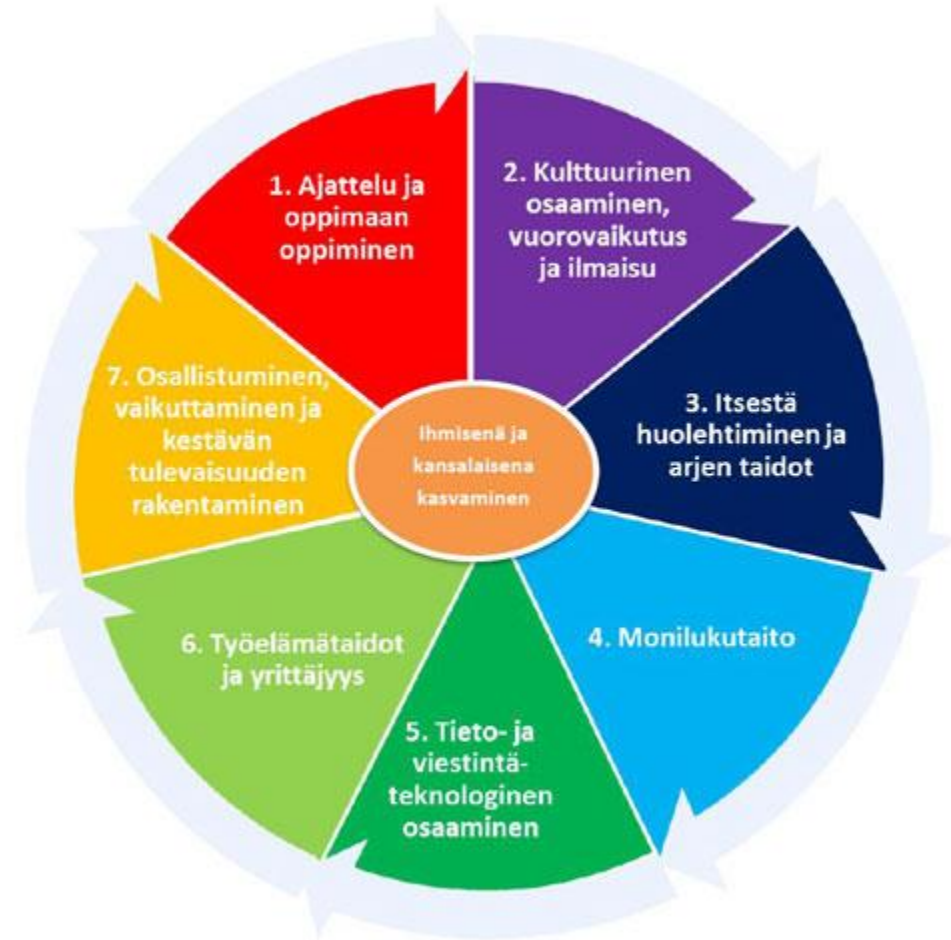 1. Ajattelu ja
oppimaan
oppiminen
2. Kulttuurinen
osaaminen,
vuorovaikutus
ja ilmaisu
3. Itsestä
huolehtiminen ja
arjen taidot
4. Monilukutaito
5. Tieto- ja
viestintä-
teknologinen
osaaminen
6. Työelämätaidot
ja yrittäjyys
7. Osallistuminen,
vaikuttaminen ja
kestävän
tulevaisuuden
rakentaminen
Ihmisenä ja
kansalaisena
kasvaminen